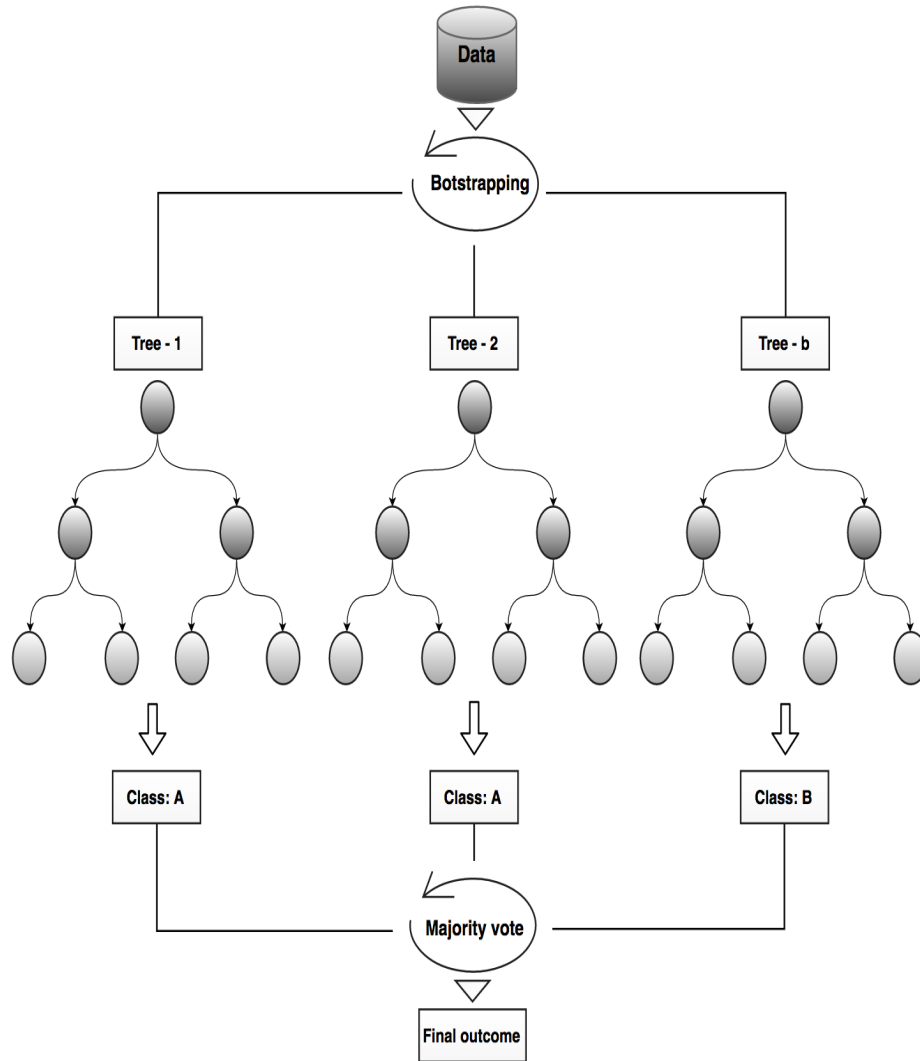 Data
Botstrapping
Tree - 1
Tree - 2
Tree - b
Class: A
Class: A
Class: B
Majority vote
Final outcome